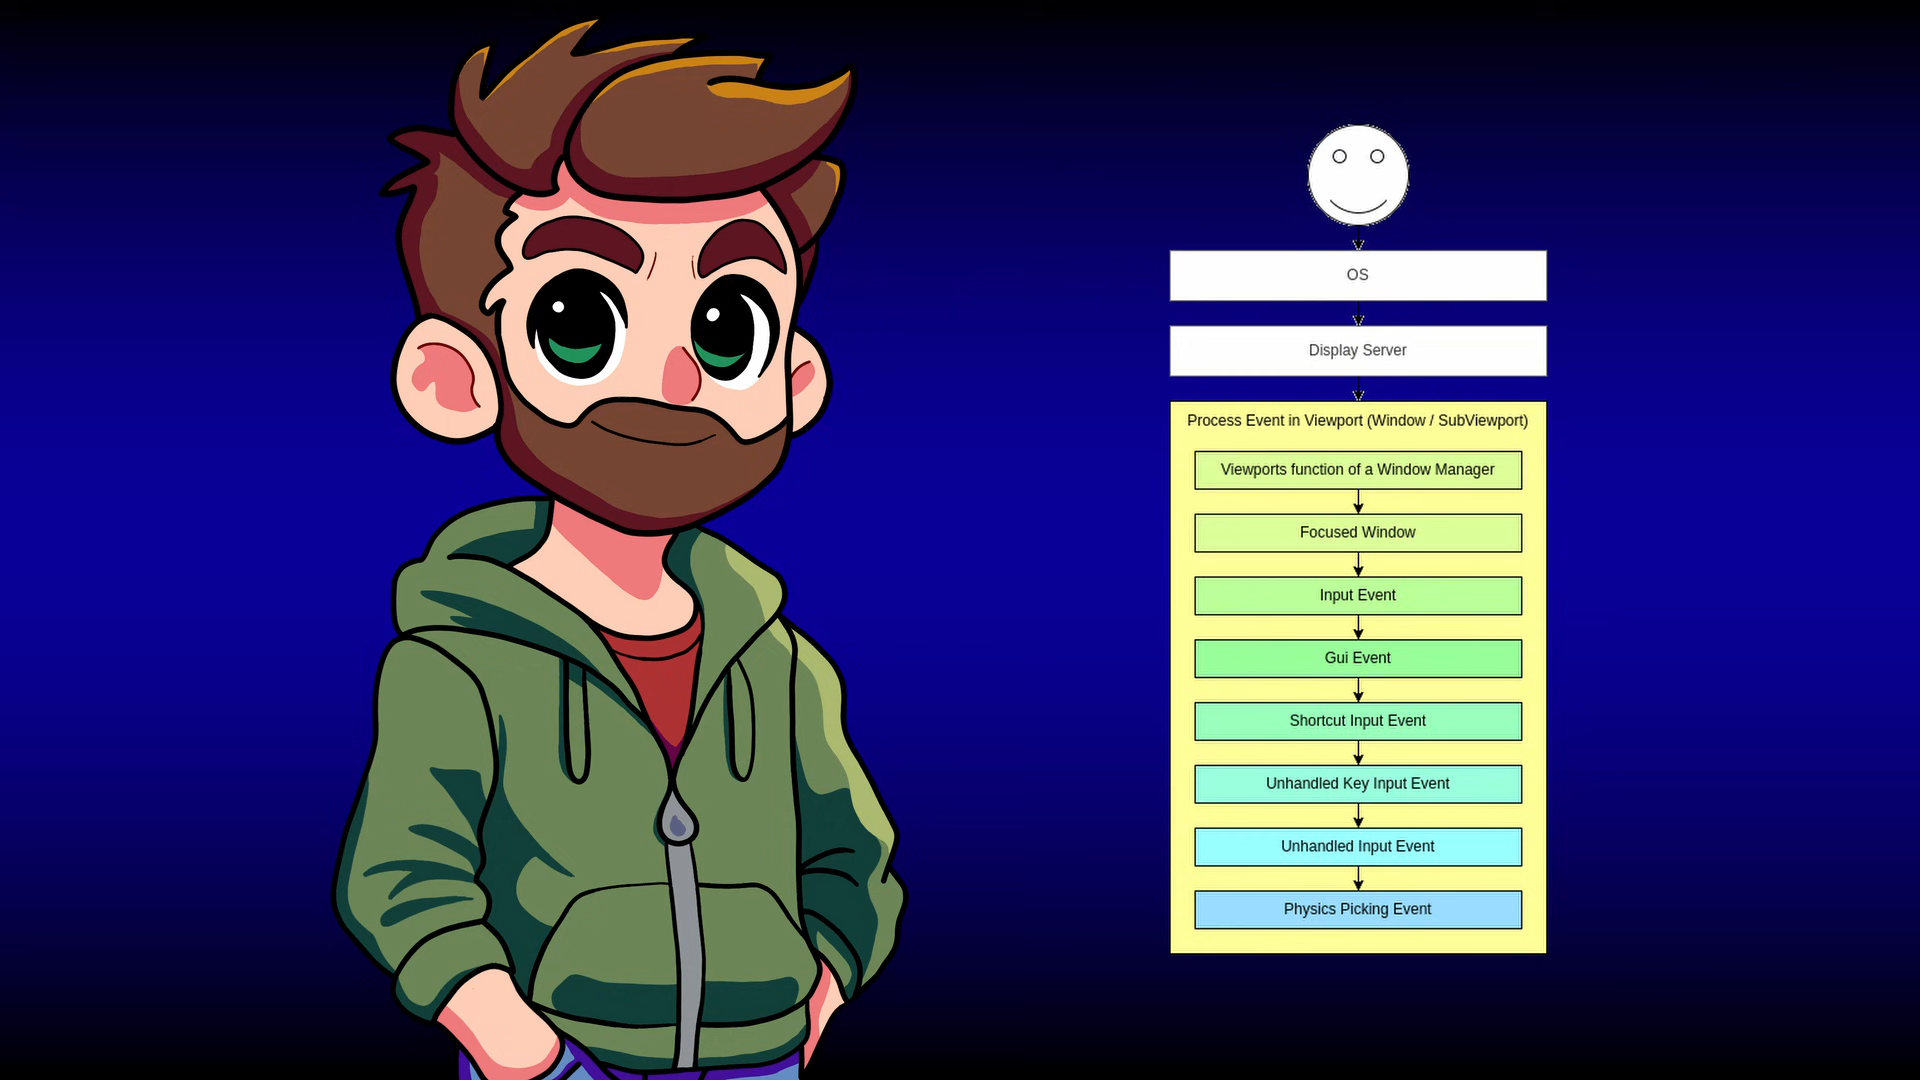 OS
Display Server
Process Event in Viewport (Window / SubViewport)
Viewports function of a Window Manager
Focused Window
Input Event
Gui Event
Shortcut Input Event
Unhandled Key Input Event
Unhandled Input Event
Physics Picking Event